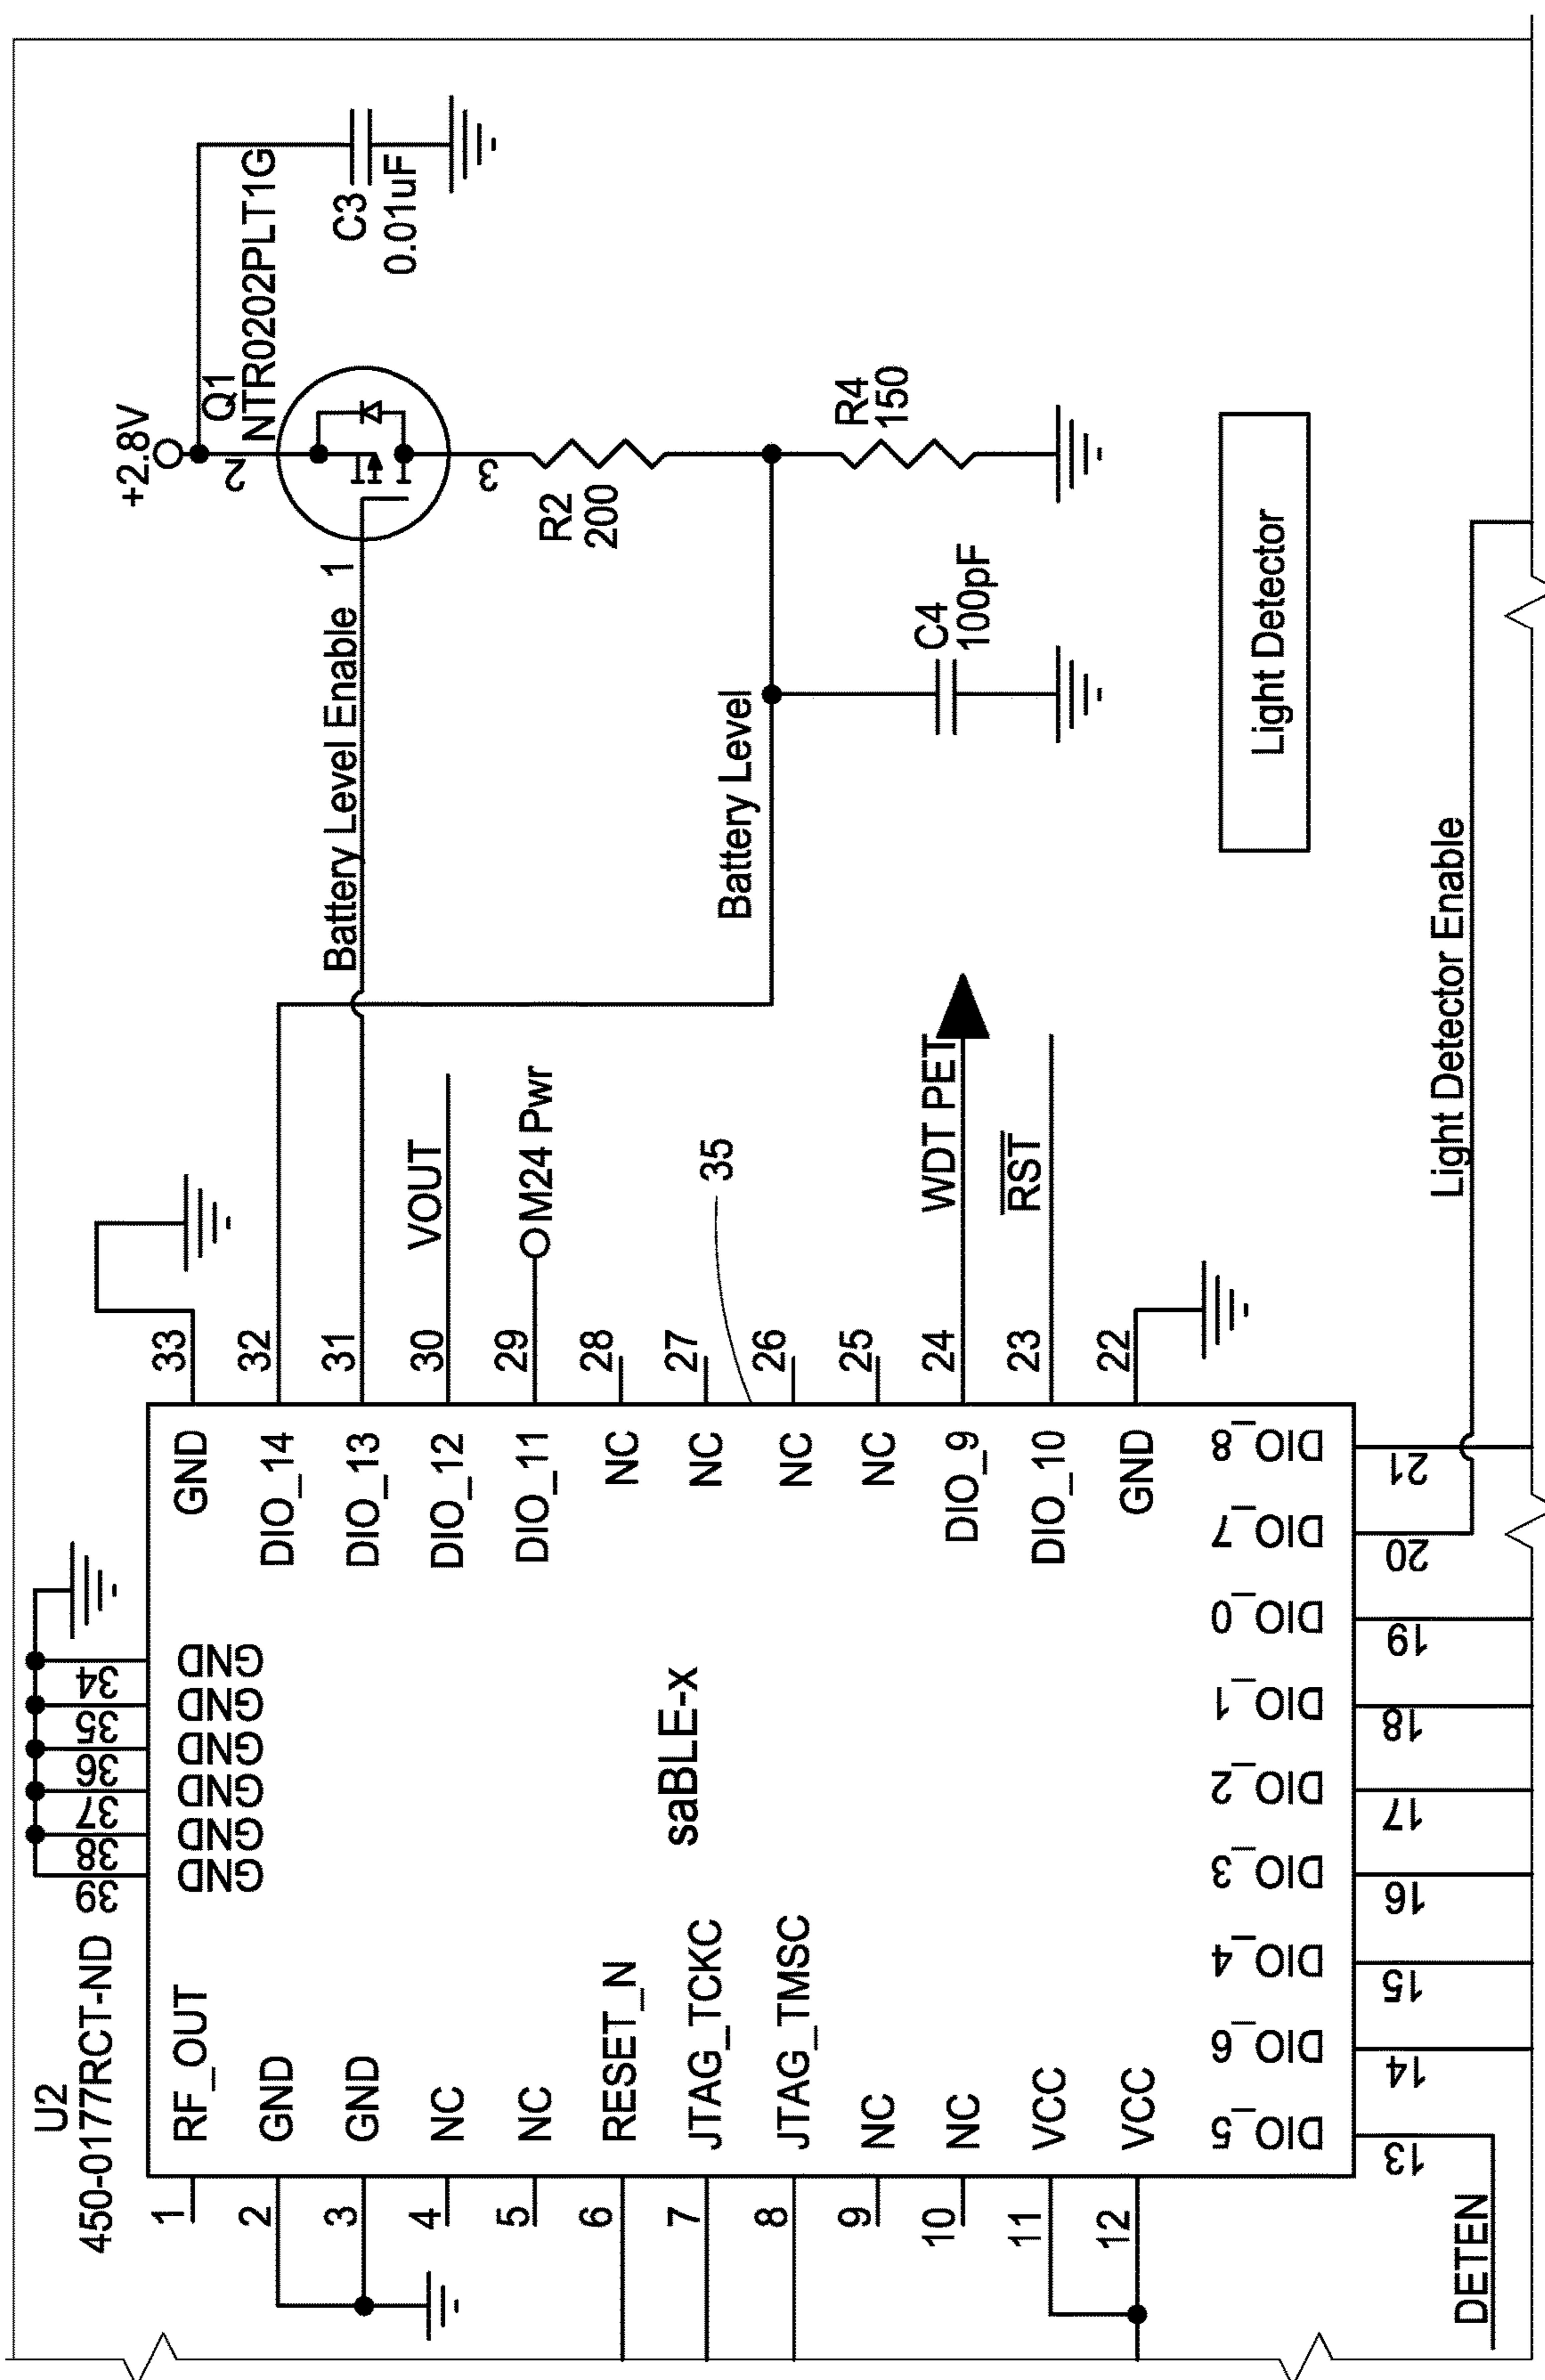 U2
450-0177RCT-ND
39
38
37
36
35
34
GND
GND
GND
GND
GND
GND
1
RF_OUT
2
GND
3
GND
4
NC
5
NC
6
RESET_N
7
JTAG_TCKC
8
JTAG_TMSC
9
NC
10
NC
11
VCC
12
VCC
saBLE-x
GND
33
DIO_14
32
DIO_13
31
DIO_12
30
VOUT
DIO_11
29
M24 Pwr
NC
28
NC
27
NC
26
NC
25
35
DIO_9
24
WDT PET
DIO_10
23
RST
GND
22
DIO_5
DIO_6
DIO_4
DIO_3
DIO_2
DIO_1
DIO_0
DIO_7
DIO_8
13
14
15
16
17
18
19
20
21
DETEN
Light Detector Enable
Battery Level Enable
1
Battery Level
+2.8V
2
Q1
NTR0202PLT1G
3
C3
0.01uF
R2
200
R4
150
C4
100pF
Light Detector